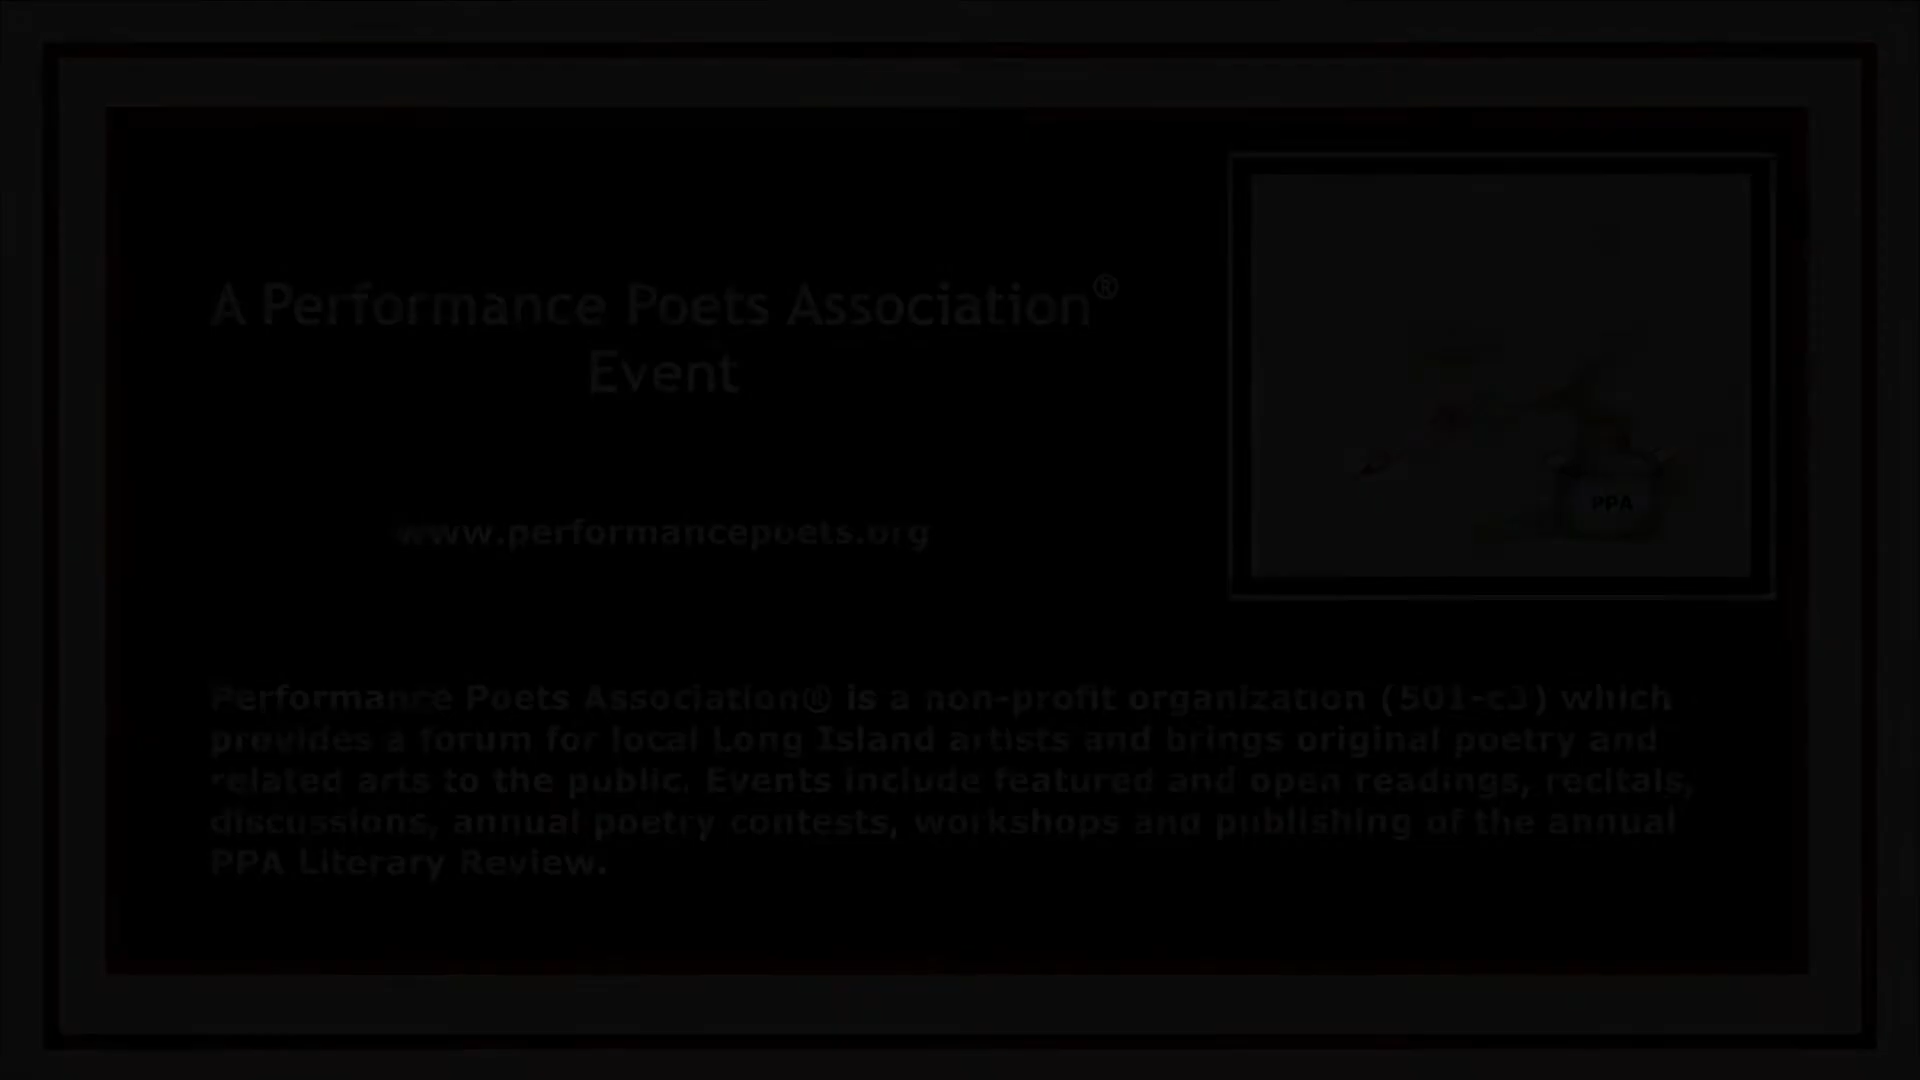 A Performance Poets Association®
Event
www.performancepoets.org
PPA
Performance Poets Association® is a non-profit organization (501-c3) which
provides a forum for local Long Island artists and brings original poetry and
related arts to the public. Events include featured and open readings, recitals,
discussions, annual poetry contests, workshops and publishing of the annual
PPA Literary Review.